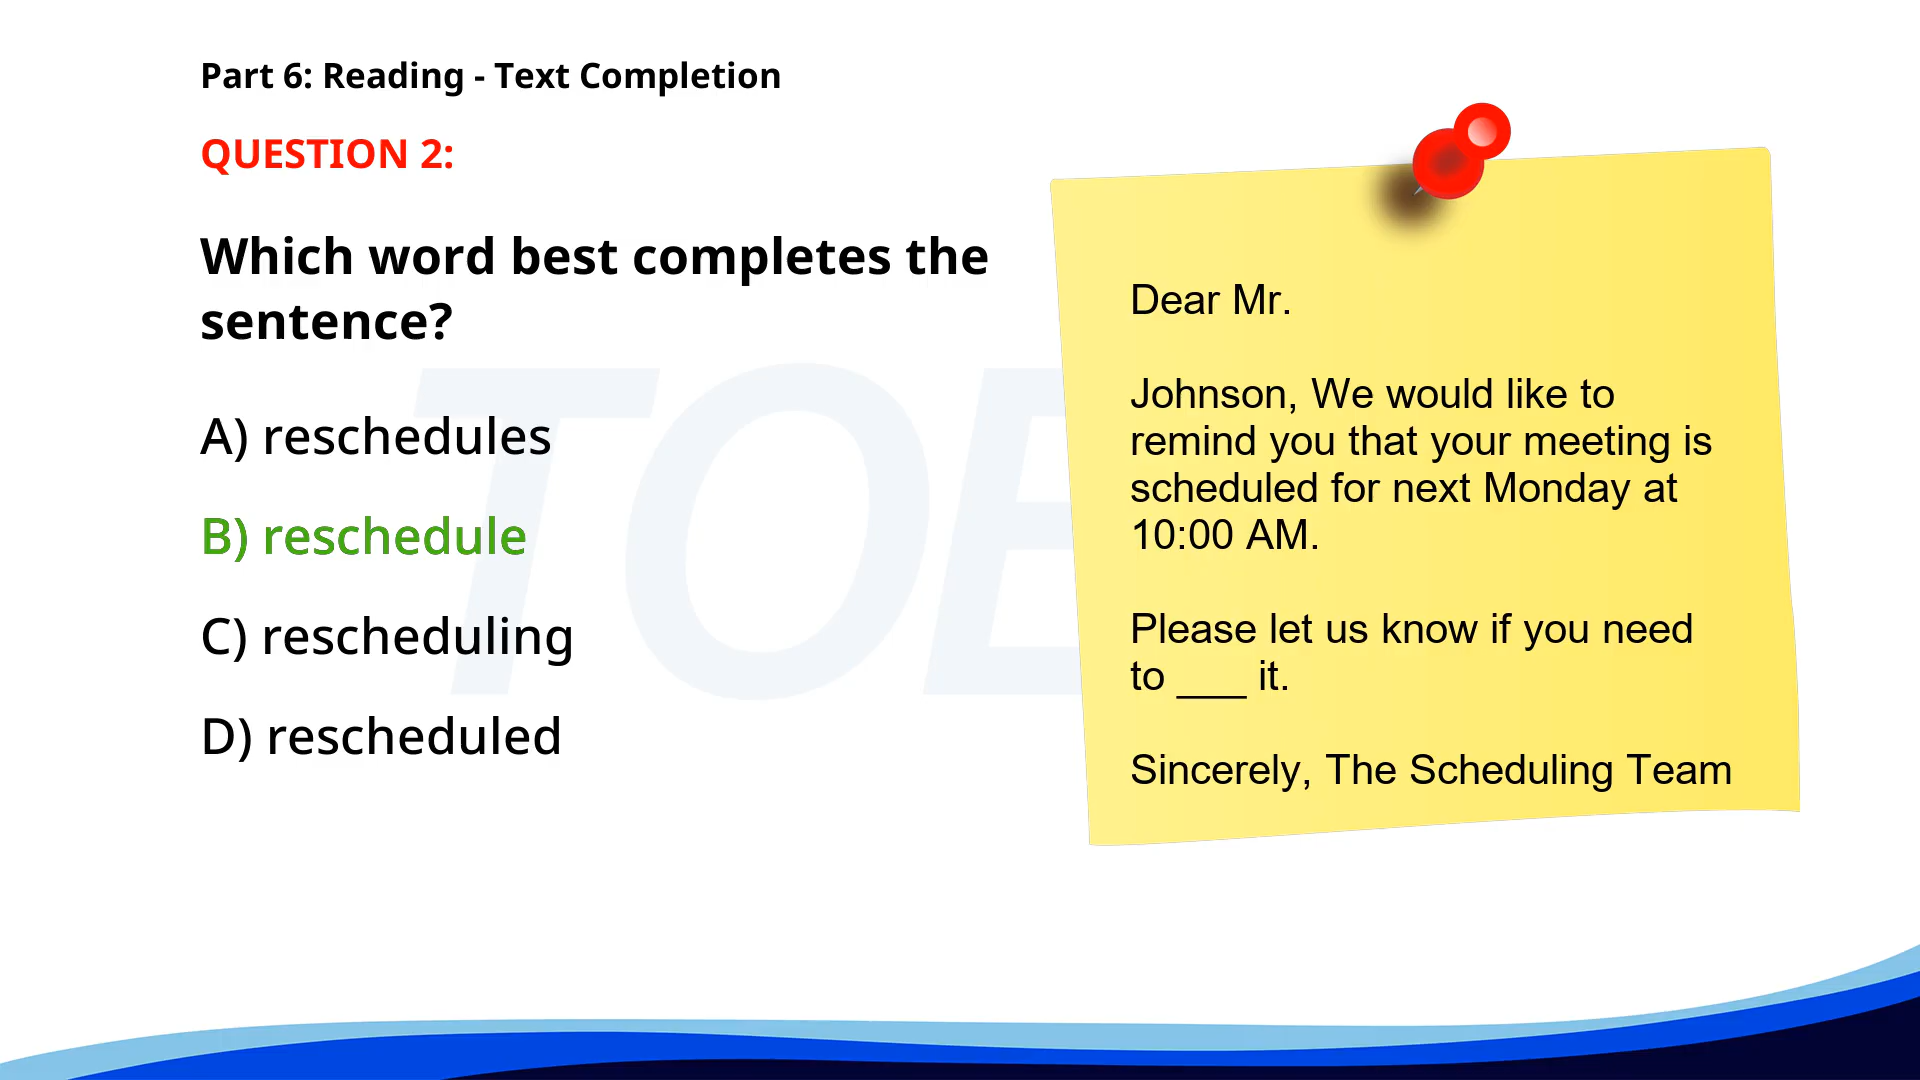 Part 6: Reading - Text Completion
QUESTION 2:
Which word best completes the
sentence?
A) reschedules
B) reschedule
C) rescheduling
D) rescheduled
Dear Mr.
Johnson, We would like to
remind you that your meeting is
scheduled for next Monday at
10:00 AM.
Please let us know if you need
to ___ it.
Sincerely, The Scheduling Team